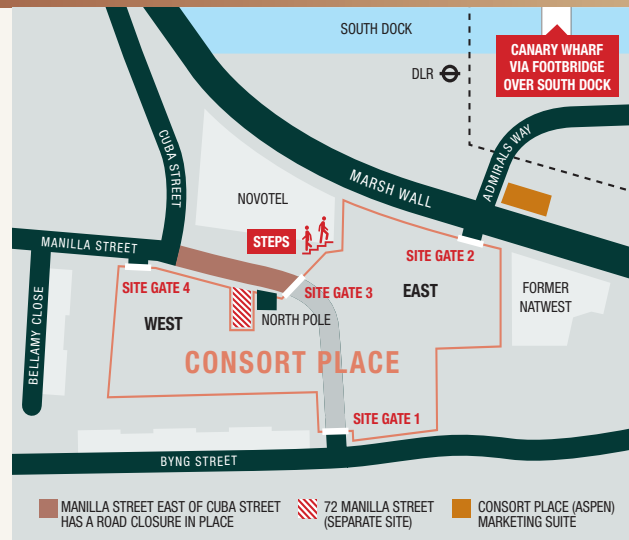 SOUTH DOCK
CANARY WHARF
VIA FOOTBRIDGE
OVER SOUTH DOCK
DLR
CUBA STREET
ADMIRALS WAY
MARSH WALL
NOVOTEL
STEPS
MANILLA STREET
SITE GATE 2
SITE GATE 4
SITE GATE 3
EAST
FORMER
NATWEST
BELLAMY CLOSE
WEST
NORTH POLE
CONSORT PLACE
SITE GATE 1
BYNG STREET
MANILLA STREET EAST OF CUBA STREET
HAS A ROAD CLOSURE IN PLACE
72 MANILLA STREET
(SEPARATE SITE)
CONSORT PLACE (ASPEN)
MARKETING SUITE